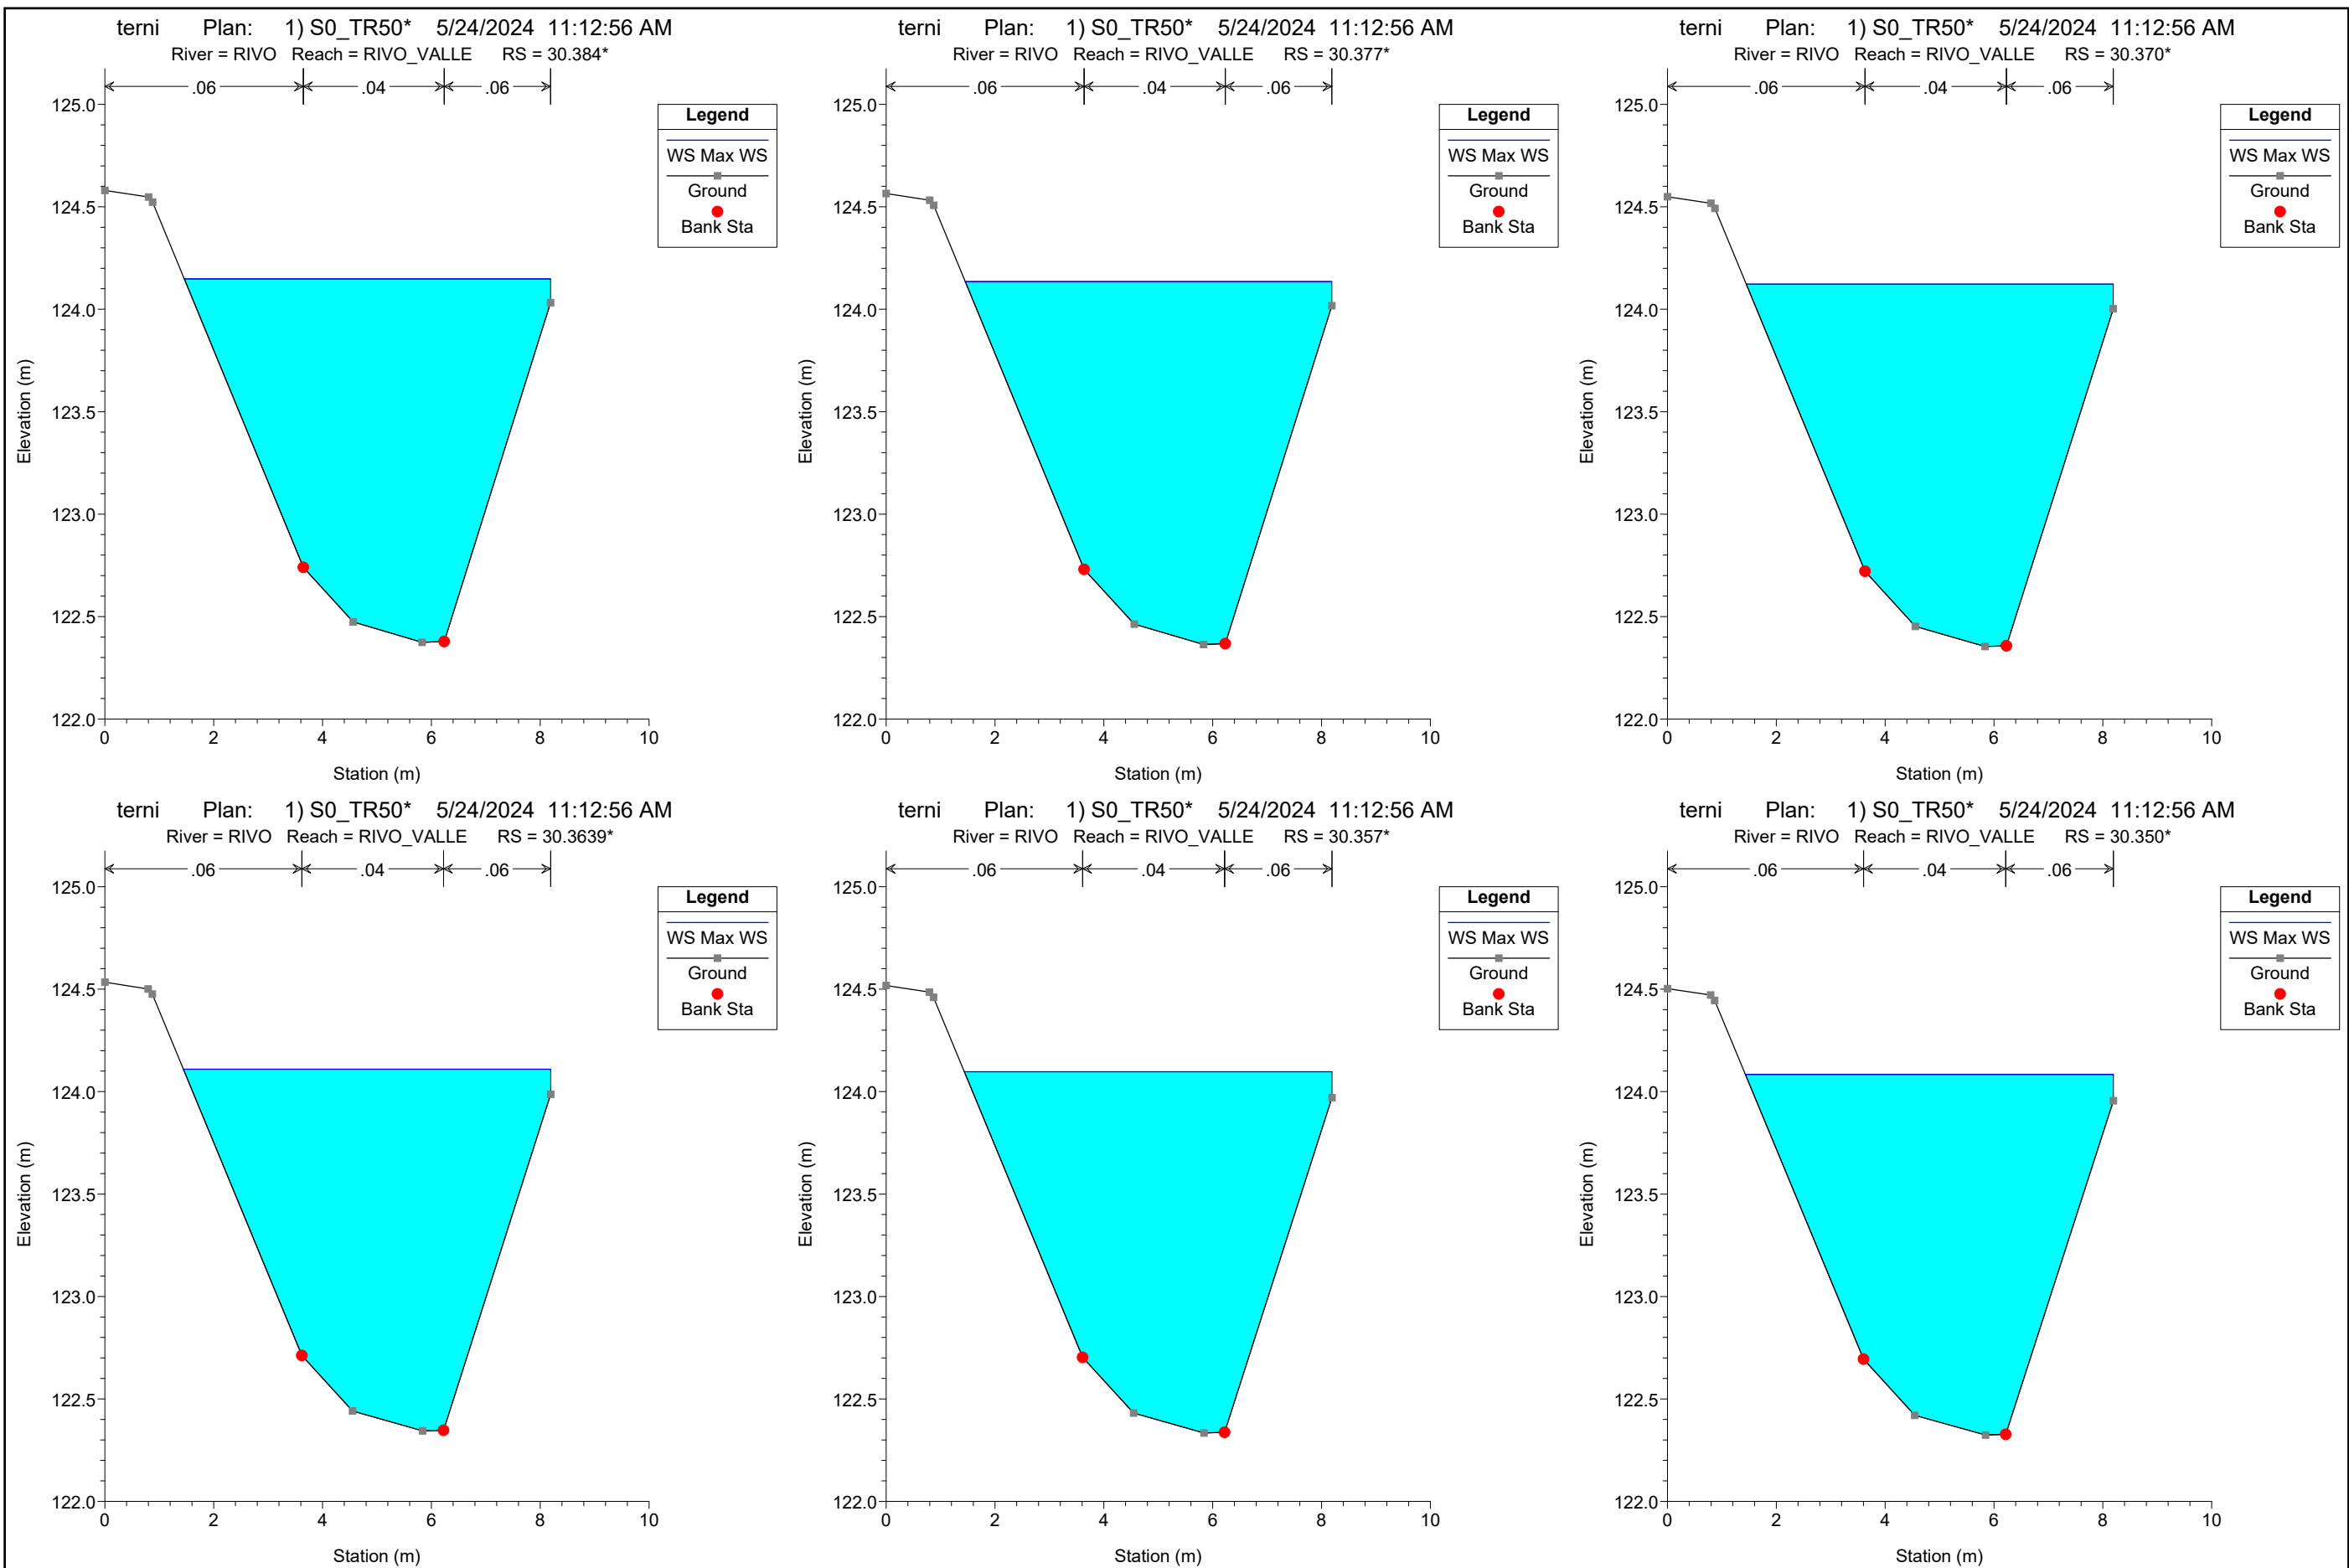 terni Plan: 1) S0_TR50* 5/24/2024 11:12:56 AM
River = RIVO Reach = RIVO_VALLE RS = 30.384*
.06 .04 .06
125.0
124.5
124.0
123.5
123.0
122.5
122.0
0 2 4 6 8 10
Elevation (m)
Station (m)
Legend
WS Max WS
Ground
Bank Sta
terni Plan: 1) S0_TR50* 5/24/2024 11:12:56 AM
River = RIVO Reach = RIVO_VALLE RS = 30.377*
.06 .04 .06
125.0
124.5
124.0
123.5
123.0
122.5
122.0
0 2 4 6 8 10
Elevation (m)
Station (m)
Legend
WS Max WS
Ground
Bank Sta
terni Plan: 1) S0_TR50* 5/24/2024 11:12:56 AM
River = RIVO Reach = RIVO_VALLE RS = 30.370*
.06 .04 .06
125.0
124.5
124.0
123.5
123.0
122.5
122.0
0 2 4 6 8 10
Elevation (m)
Station (m)
Legend
WS Max WS
Ground
Bank Sta
terni Plan: 1) S0_TR50* 5/24/2024 11:12:56 AM
River = RIVO Reach = RIVO_VALLE RS = 30.3639*
.06 .04 .06
125.0
124.5
124.0
123.5
123.0
122.5
122.0
0 2 4 6 8 10
Elevation (m)
Station (m)
Legend
WS Max WS
Ground
Bank Sta
terni Plan: 1) S0_TR50* 5/24/2024 11:12:56 AM
River = RIVO Reach = RIVO_VALLE RS = 30.357*
.06 .04 .06
125.0
124.5
124.0
123.5
123.0
122.5
122.0
0 2 4 6 8 10
Elevation (m)
Station (m)
Legend
WS Max WS
Ground
Bank Sta
terni Plan: 1) S0_TR50* 5/24/2024 11:12:56 AM
River = RIVO Reach = RIVO_VALLE RS = 30.350*
.06 .04 .06
125.0
124.5
124.0
123.5
123.0
122.5
122.0
0 2 4 6 8 10
Elevation (m)
Station (m)
Legend
WS Max WS
Ground
Bank Sta